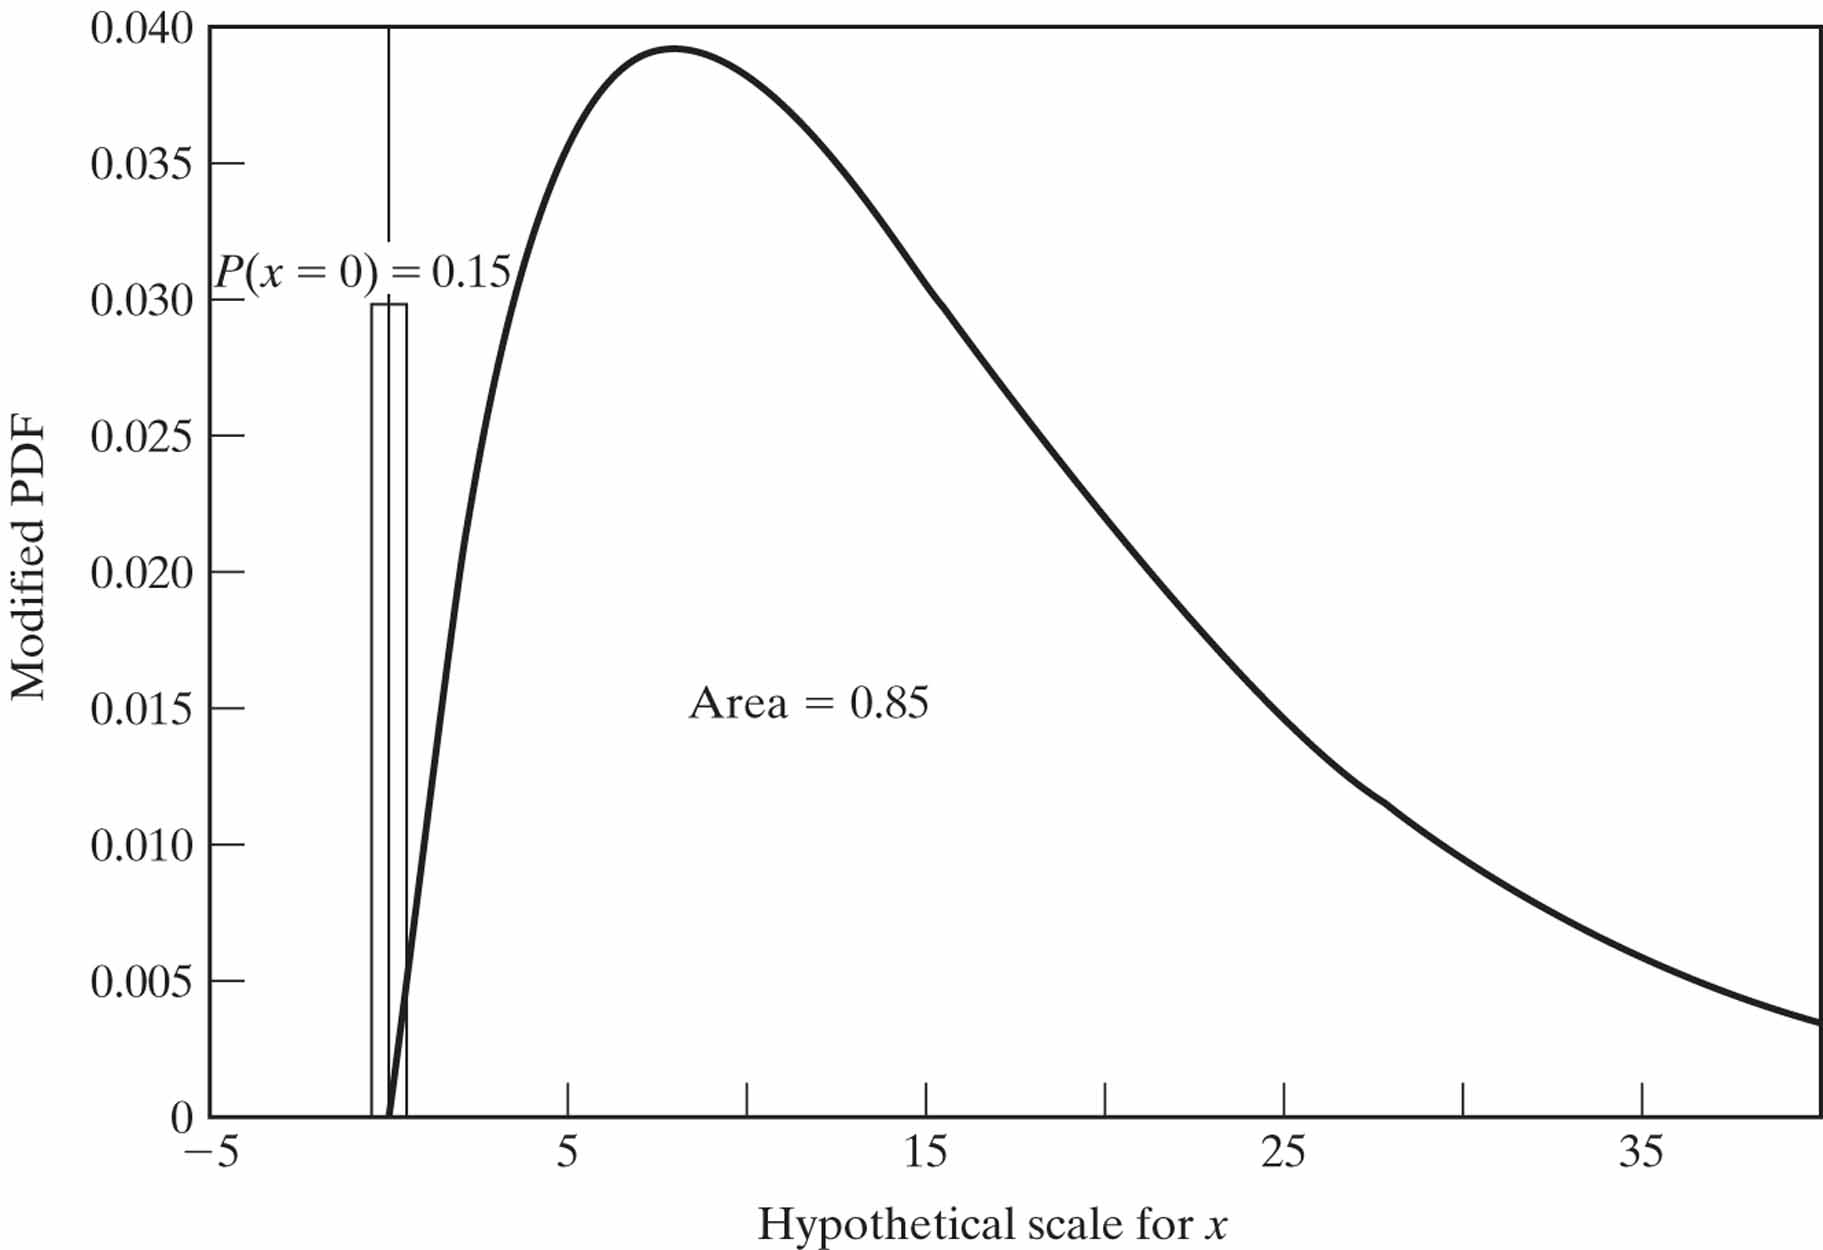 0.040
0.035
P(x = 0) = 0.15
0.030
0.025
0.020
0.015
0.010
0.005
0
Modified PDF
Area = 0.85
−5 5 15 25 35
Hypothetical scale for x